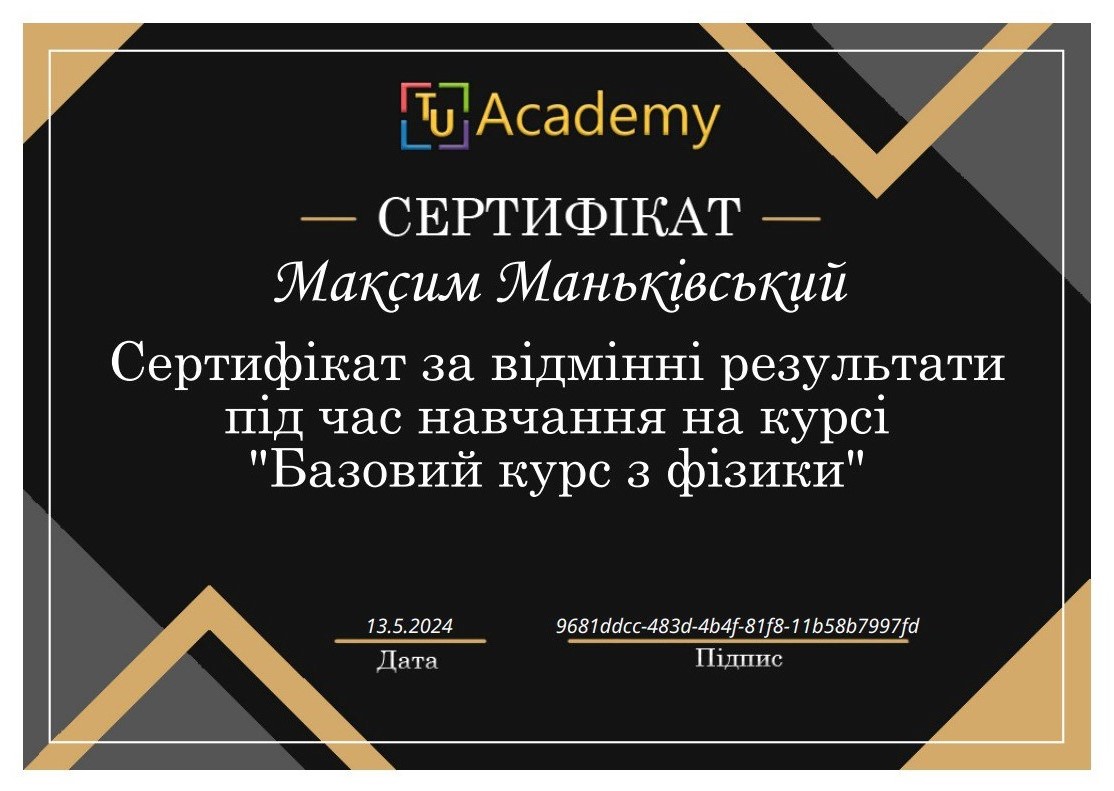 TU Academy
СЕРТИФІКАТ
Максим Маньківський
Сертифікат за відмінні результати
під час навчання на курсі
"Базовий курс з фізики"
13.5.2024
9681ddcc-483d-4b4f-81f8-11b58b7997fd
Дата
Підпис